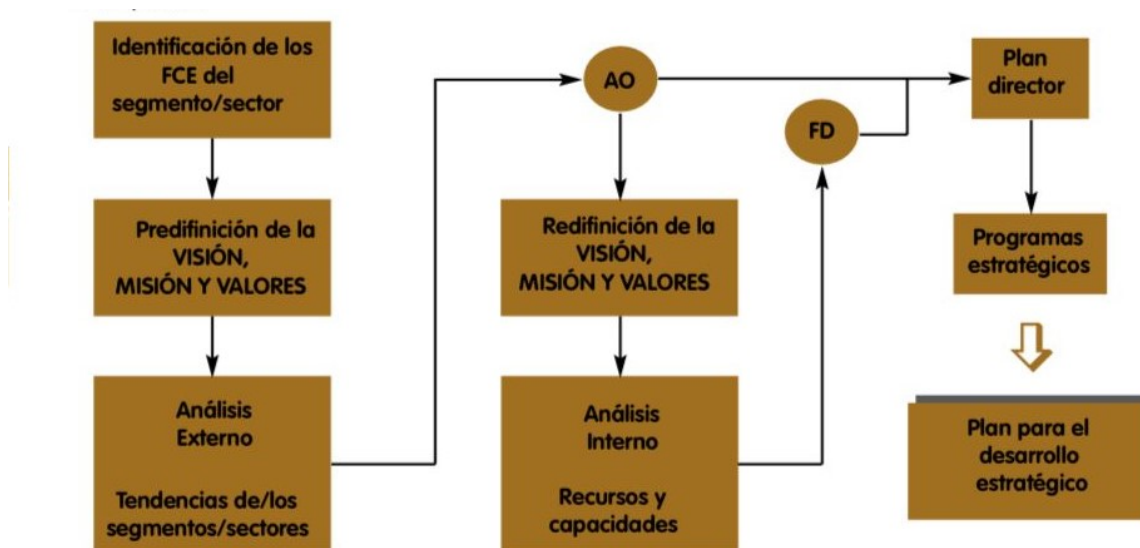 Identificación de los
FCE del
segmento/sector
Predifinición de la
VISIÓN,
MISIÓN Y VALORES
Análisis
Externo
Tendencias de/los
segmentos/sectores
AO
Redifinición de la
VISIÓN,
MISIÓN Y VALORES
Análisis
Interno
Recursos y
capacidades
FD
Plan
director
Programas
estratégicos
Plan para el
desarrollo
estratégico